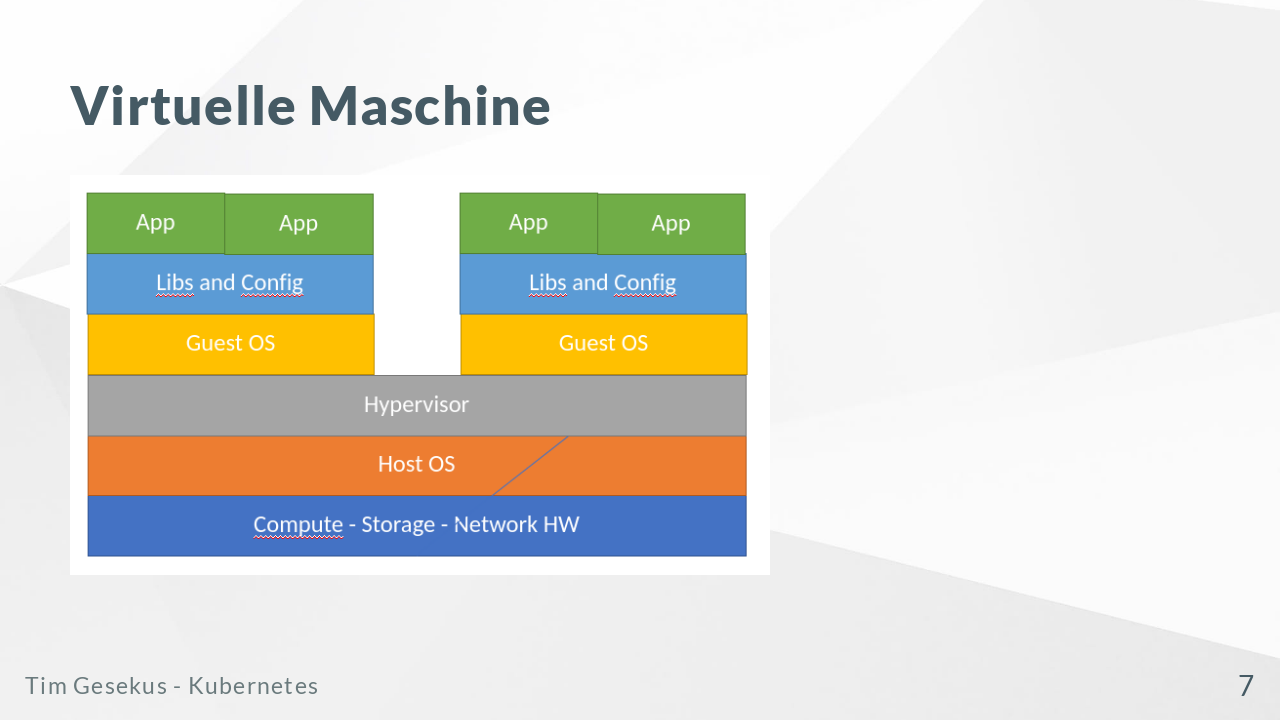 Virtuelle Maschine
App App App App
Libs and Config Libs and Config
Guest OS Guest OS
Hypervisor
Host OS
Compute - Storage - Network HW
Tim Gesekus - Kubernetes 7